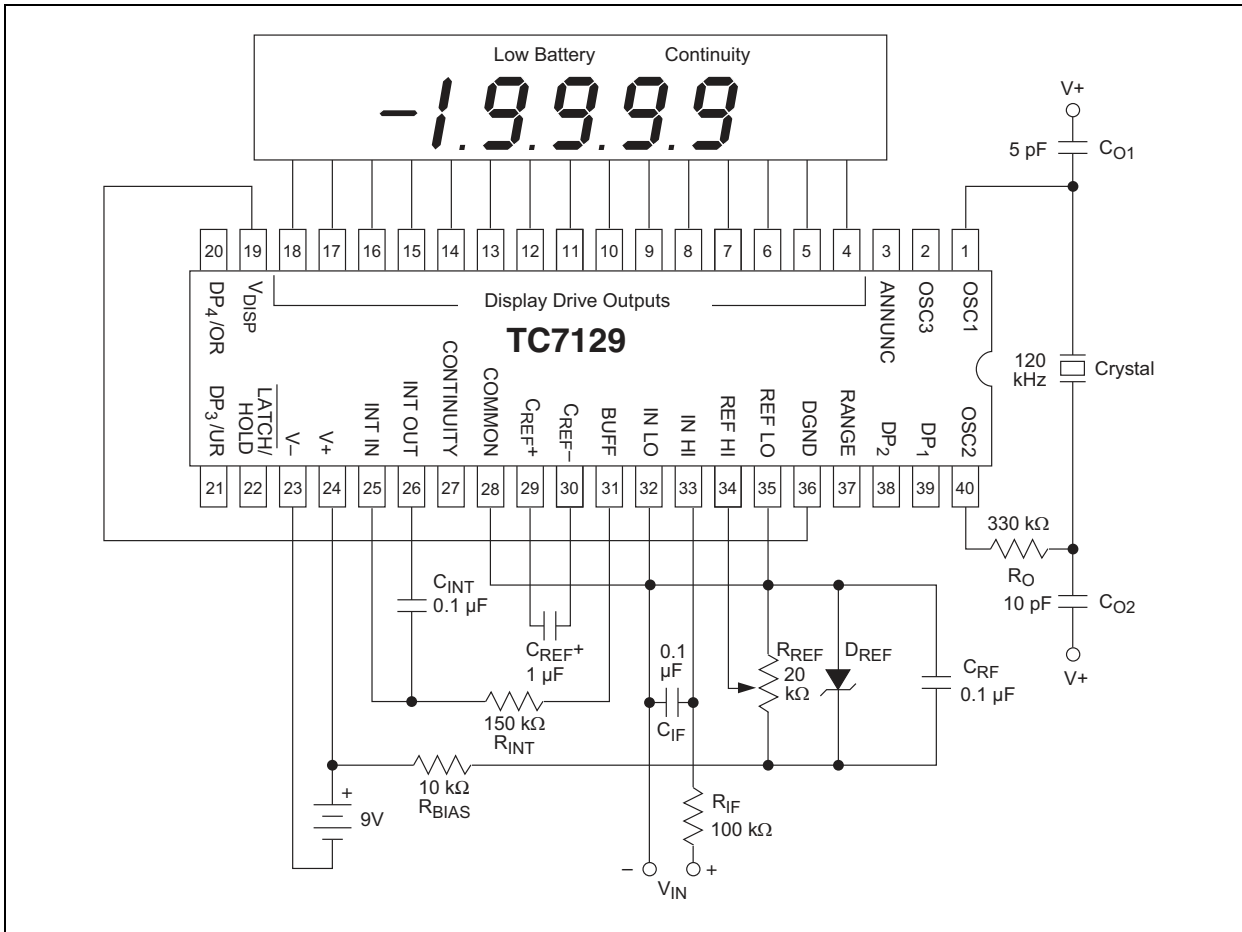 Low Battery Continuity
-1.9.9.9.9
V+
5 pF CO1
20 19 18 17 16 15 14 13 12 11 10 9 8 7 6 5 4 3 2 1
DP4/OR
VDISP
Display Drive Outputs
ANNUNC
OSC3
OSC1
TC7129
120 kHz
Crystal
DP3/UR
LATCH/HOLD
V–
V+
INT IN
INT OUT
CONTINUITY
COMMON
CREF+
CREF–
BUFF
IN LO
IN HI
REF HI
REF LO
DGND
RANGE
DP2
DP1
OSC2
21 22 23 24 25 26 27 28 29 30 31 32 33 34 35 36 37 38 39 40
330 kΩ
RO
10 pF CO2
V+
CINT
0.1 µF
CREF+
1 µF
0.1
µF
CIF
RREF
20
kΩ
DREF
CRF
0.1 µF
150 kΩ
RINT
10 kΩ
RBIAS
+
9V
RIF
100 kΩ
– VIN +